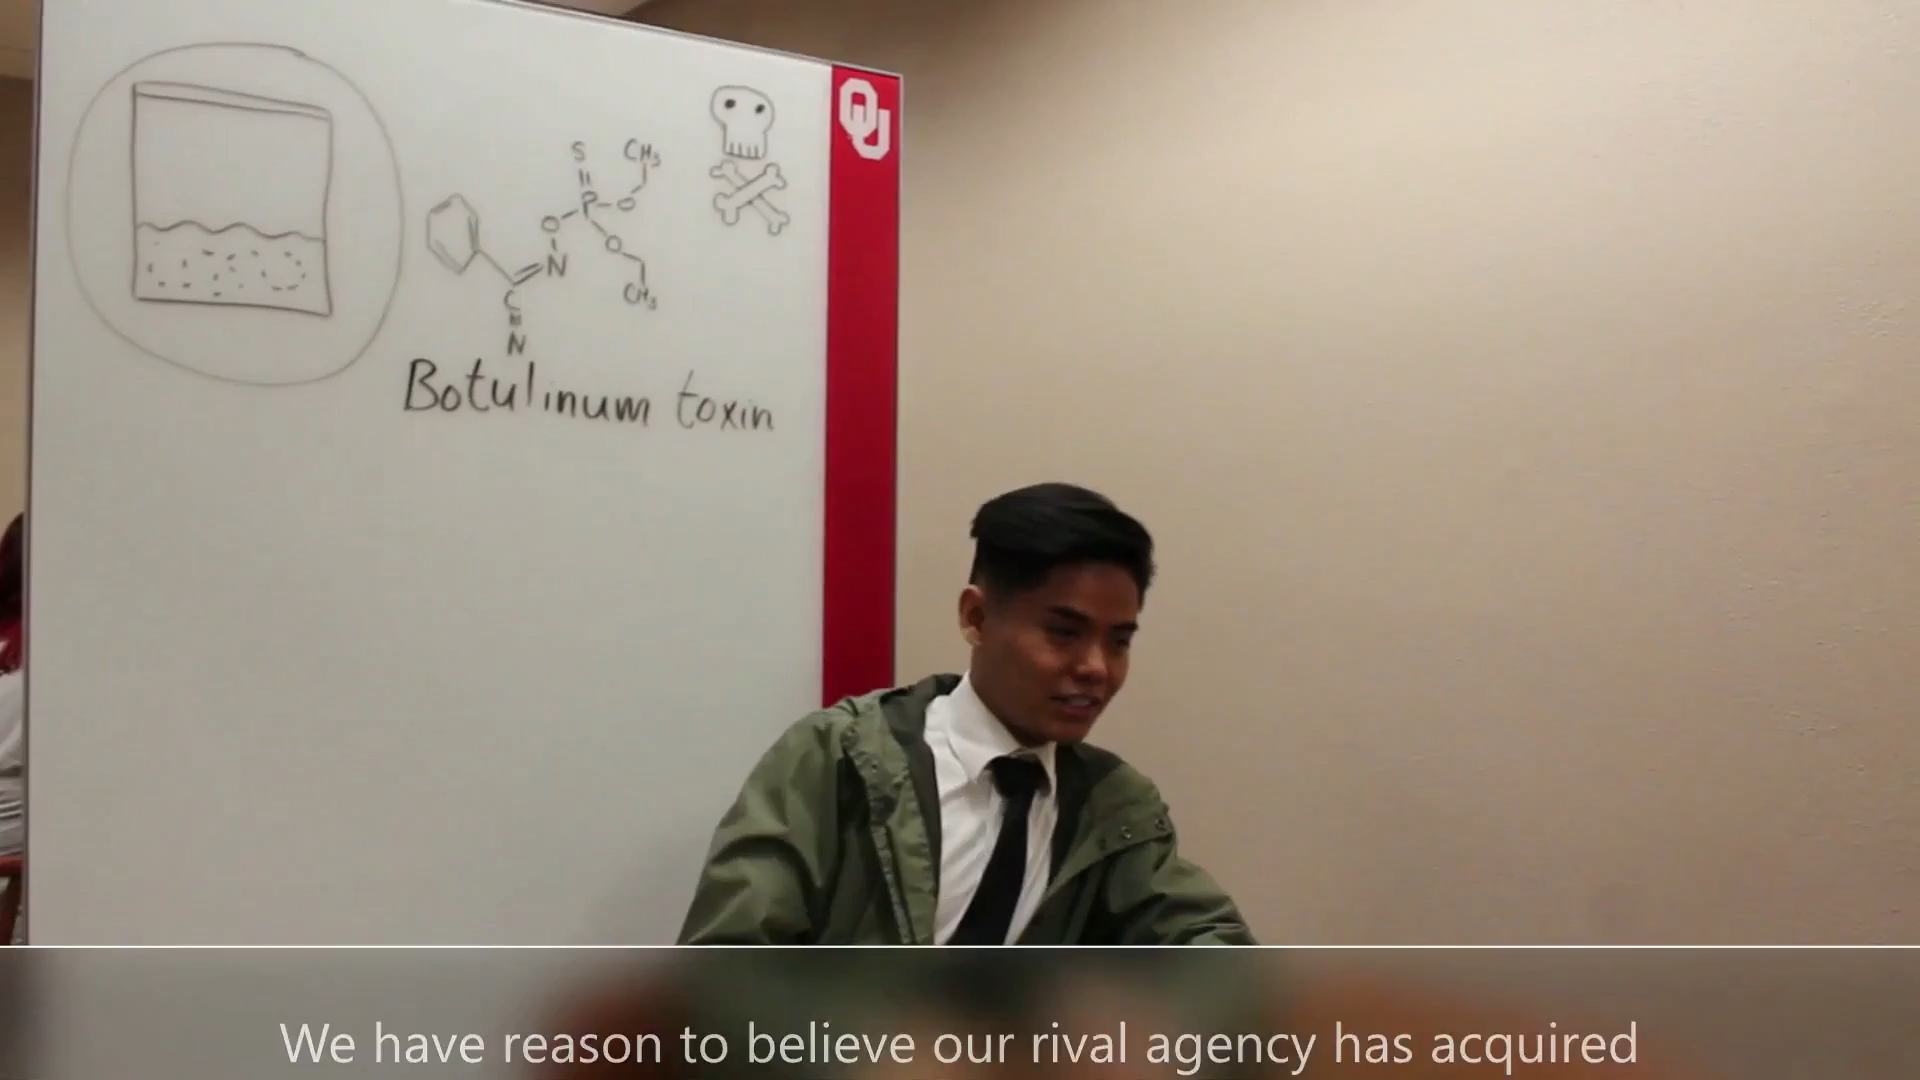 OU
S
CH₃
P
O
O
N
O
CH₃
C
N
Botulinum toxin
We have reason to believe our rival agency has acquired